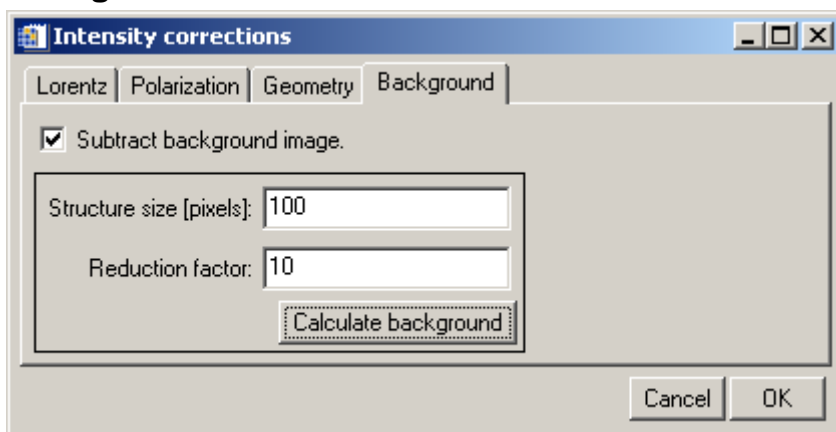 Intensity corrections
Lorentz Polarization Geometry Background
Subtract background image.
Structure size [pixels]: 100
Reduction factor: 10
Calculate background
Cancel OK